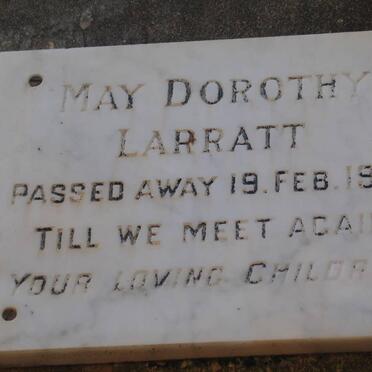 MAY DOROTHY
LARRATT
PASSED AWAY 19. FEB. 19
TILL WE MEET AGAI
YOUR LOVING CHILDR